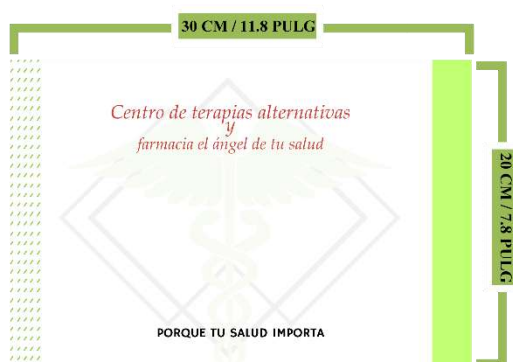 30 CM / 11.8 PULG
Centro de terapias alternativas
y
farmacia el ángel de tu salud
20 CM / 7.8 PULG
PORQUE TU SALUD IMPORTA